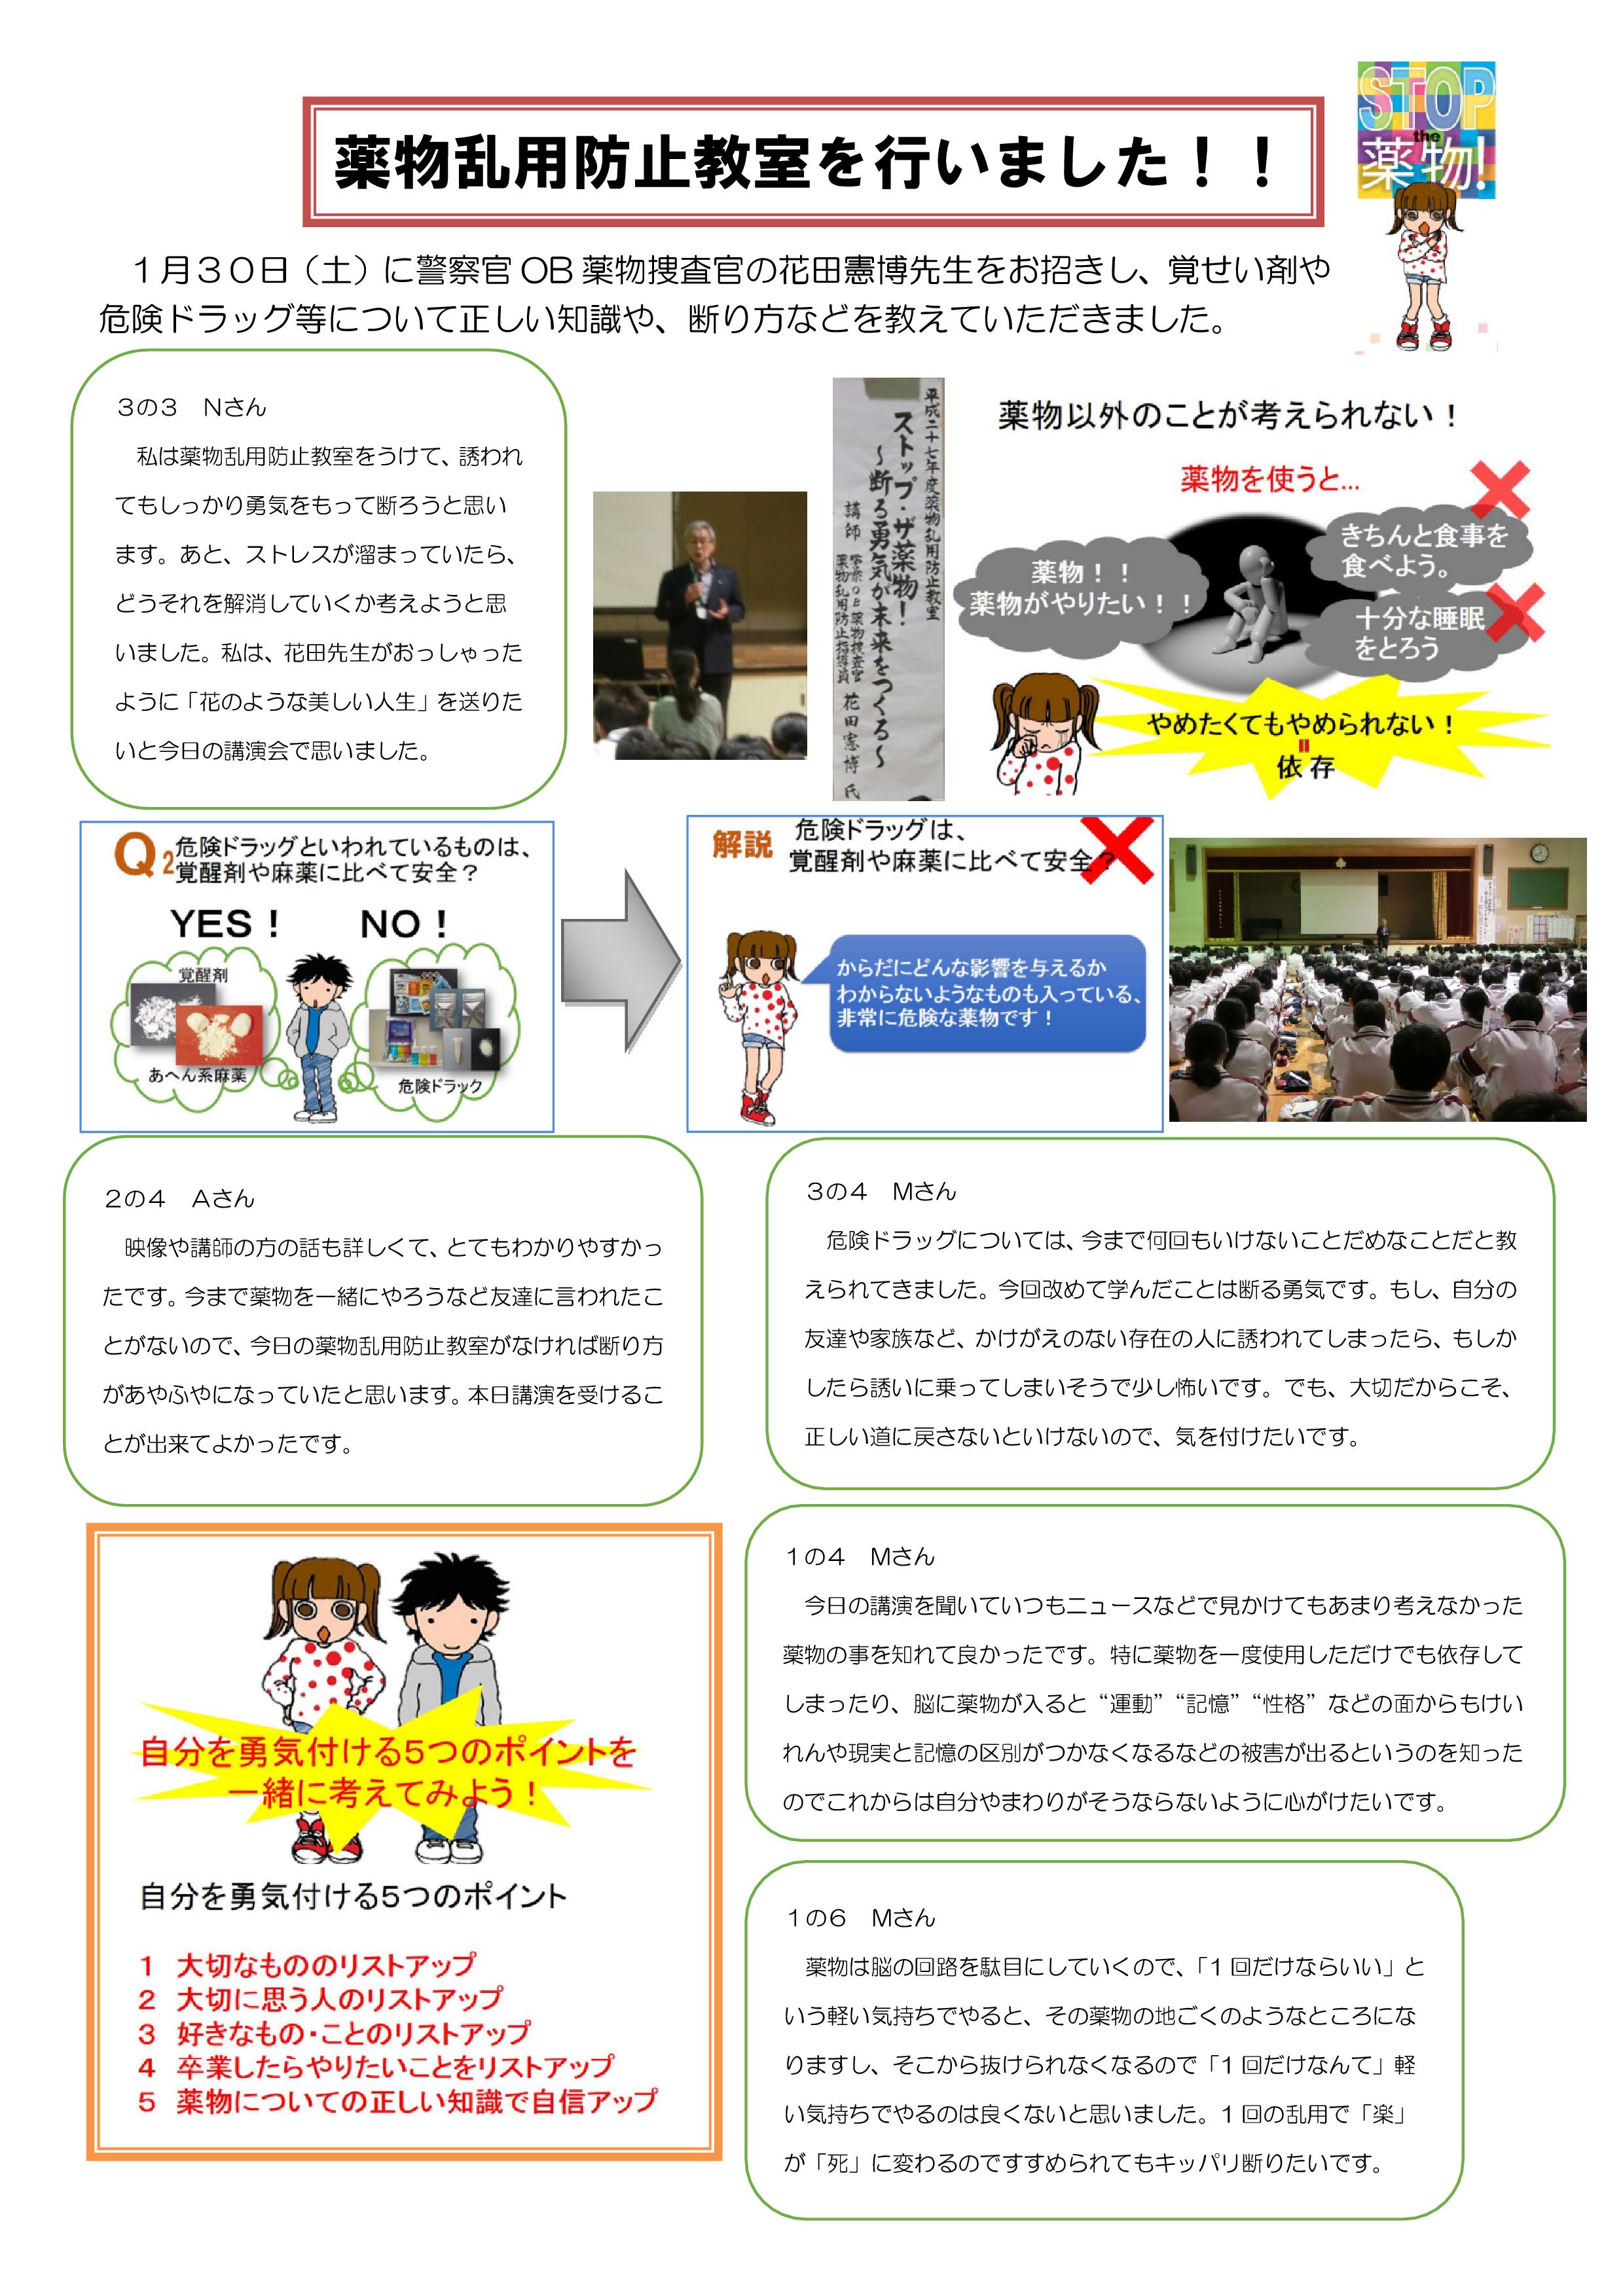 薬物乱用防止教室を行いました！！
STOP
the
薬物!
１月３０日（土）に警察官 OB 薬物捜査官の花田憲博先生をお招きし、覚せい剤や
危険ドラッグ等について正しい知識や、断り方などを教えていただきました。
３の３　Ｎさん
私は薬物乱用防止教室をうけて、誘われ
てもしっかり勇気をもって断ろうと思い
ます。あと、ストレスが溜まっていたら、
どうそれを解消していくか考えようと思
いました。私は、花田先生がおっしゃった
ように「花のような美しい人生」を送りた
いと今日の講演会で思いました。
平成二十七年度薬物乱用防止教室
ストップ・ザ薬物！
～断る勇気が未来をつくる～
講師　警察ＯＢ薬物捜査官
薬物乱用防止指導員
花田憲博　氏
薬物以外のことが考えられない！
薬物を使うと…
薬物！！
薬物がやりたい！！
きちんと食事を
食べよう。
十分な睡眠
をとろう
やめたくてもやめられない！
＝
依存
Q2 危険ドラッグといわれているものは、
覚醒剤や麻薬に比べて安全？
YES！　NO！
覚醒剤
あへん系麻薬
危険ドラック
解説　危険ドラッグは、
覚醒剤や麻薬に比べて安全？
からだにどんな影響を与えるか
わからないようなものも入っている、
非常に危険な薬物です！
２の４　Ａさん
映像や講師の方の話も詳しくて、とてもわかりやすかっ
たです。今まで薬物を一緒にやろうなど友達に言われたこ
とがないので、今日の薬物乱用防止教室がなければ断り方
があやふやになっていたと思います。本日講演を受けるこ
とが出来てよかったです。
３の４　Ｍさん
危険ドラッグについては、今まで何回もいけないことだめなことだと教
えられてきました。今回改めて学んだことは断る勇気です。もし、自分の
友達や家族など、かけがえのない存在の人に誘われてしまったら、もしか
したら誘いに乗ってしまいそうで少し怖いです。でも、大切だからこそ、
正しい道に戻さないといけないので、気を付けたいです。
自分を勇気付ける5つのポイントを
一緒に考えてみよう！
自分を勇気付ける5つのポイント
1　大切なもののリストアップ
2　大切に思う人のリストアップ
3　好きなもの・ことのリストアップ
4　卒業したらやりたいことをリストアップ
5　薬物についての正しい知識で自信アップ
１の４　Ｍさん
今日の講演を聞いていつもニュースなどで見かけてもあまり考えなかった
薬物の事を知れて良かったです。特に薬物を一度使用しただけでも依存して
しまったり、脳に薬物が入ると“運動”“記憶”“性格”などの面からもけい
れんや現実と記憶の区別がつかなくなるなどの被害が出るというのを知った
のでこれからは自分やまわりがそうならないように心がけたいです。
１の６　Ｍさん
薬物は脳の回路を駄目にしていくので、「１回だけならいい」と
いう軽い気持ちでやると、その薬物の地ごくのようなところにな
りますし、そこから抜けられなくなるので「１回だけなんて」軽
い気持ちでやるのは良くないと思いました。１回の乱用で「楽」
が「死」に変わるのですすめられてもキッパリ断りたいです。